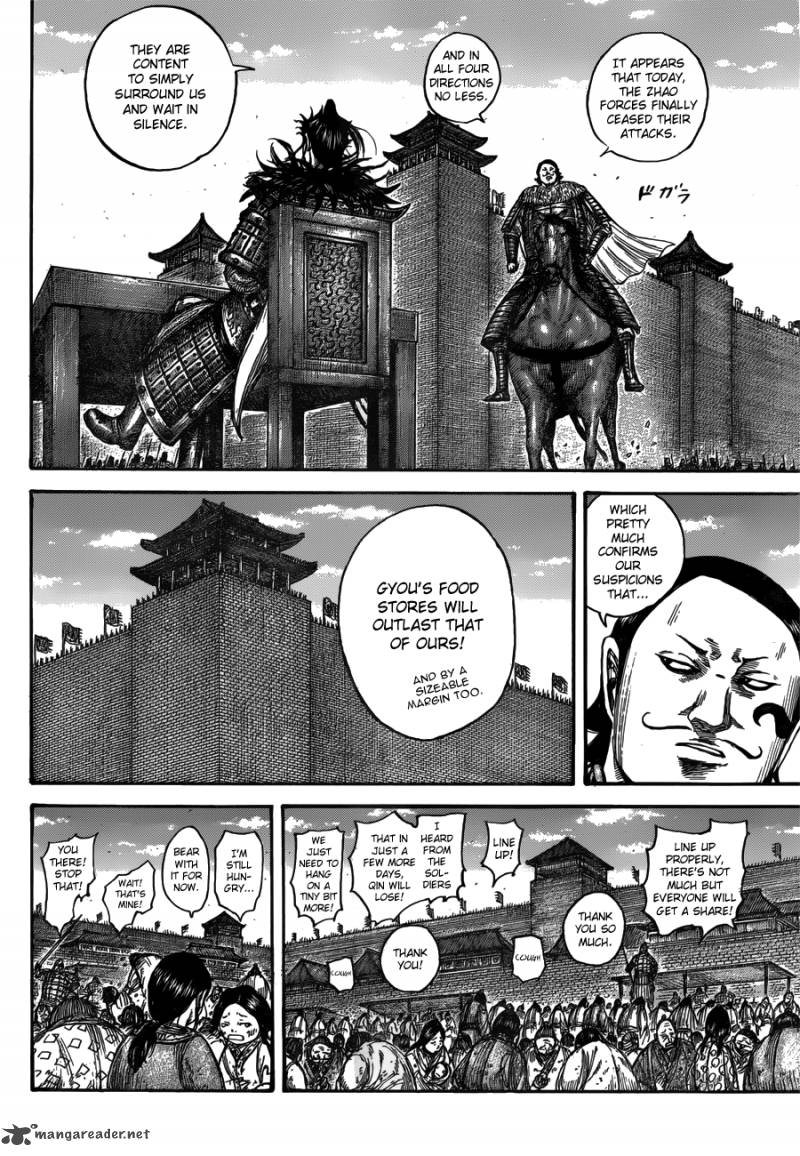 IT APPEARS
THAT TODAY,
THE ZHAO
FORCES FINALLY
CEASED THEIR
ATTACKS.
ドガラ
AND IN
ALL FOUR
DIRECTIONS
NO LESS.
THEY ARE
CONTENT
TO SIMPLY
SURROUND US
AND WAIT IN
SILENCE.
WHICH
PRETTY
MUCH
CONFIRMS
OUR
SUSPICIONS
THAT...
GYOU'S FOOD
STORES WILL
OUTLAST THAT
OF OURS!
AND BY A
SIZEABLE
MARGIN TOO.
LINE UP
PROPERLY,
THERE'S
NOT MUCH BUT
EVERYONE WILL
GET A SHARE!
THANK
YOU SO
MUCH.
LINE
UP!
COUGH
I
HEARD
FROM
THE
SOL-
DIERS
THAT IN
JUST A
FEW MORE
DAYS,
QIN WILL
LOSE!
THANK
YOU!
WE
JUST
NEED TO
HANG
ON A
TINY BIT
MORE!
COUGH
I'M
STILL
HUN-
GRY...
BEAR
WITH
IT FOR
NOW.
WAIT!
THAT'S
MINE!
YOU
THERE!
STOP
THAT!
mangareader.net